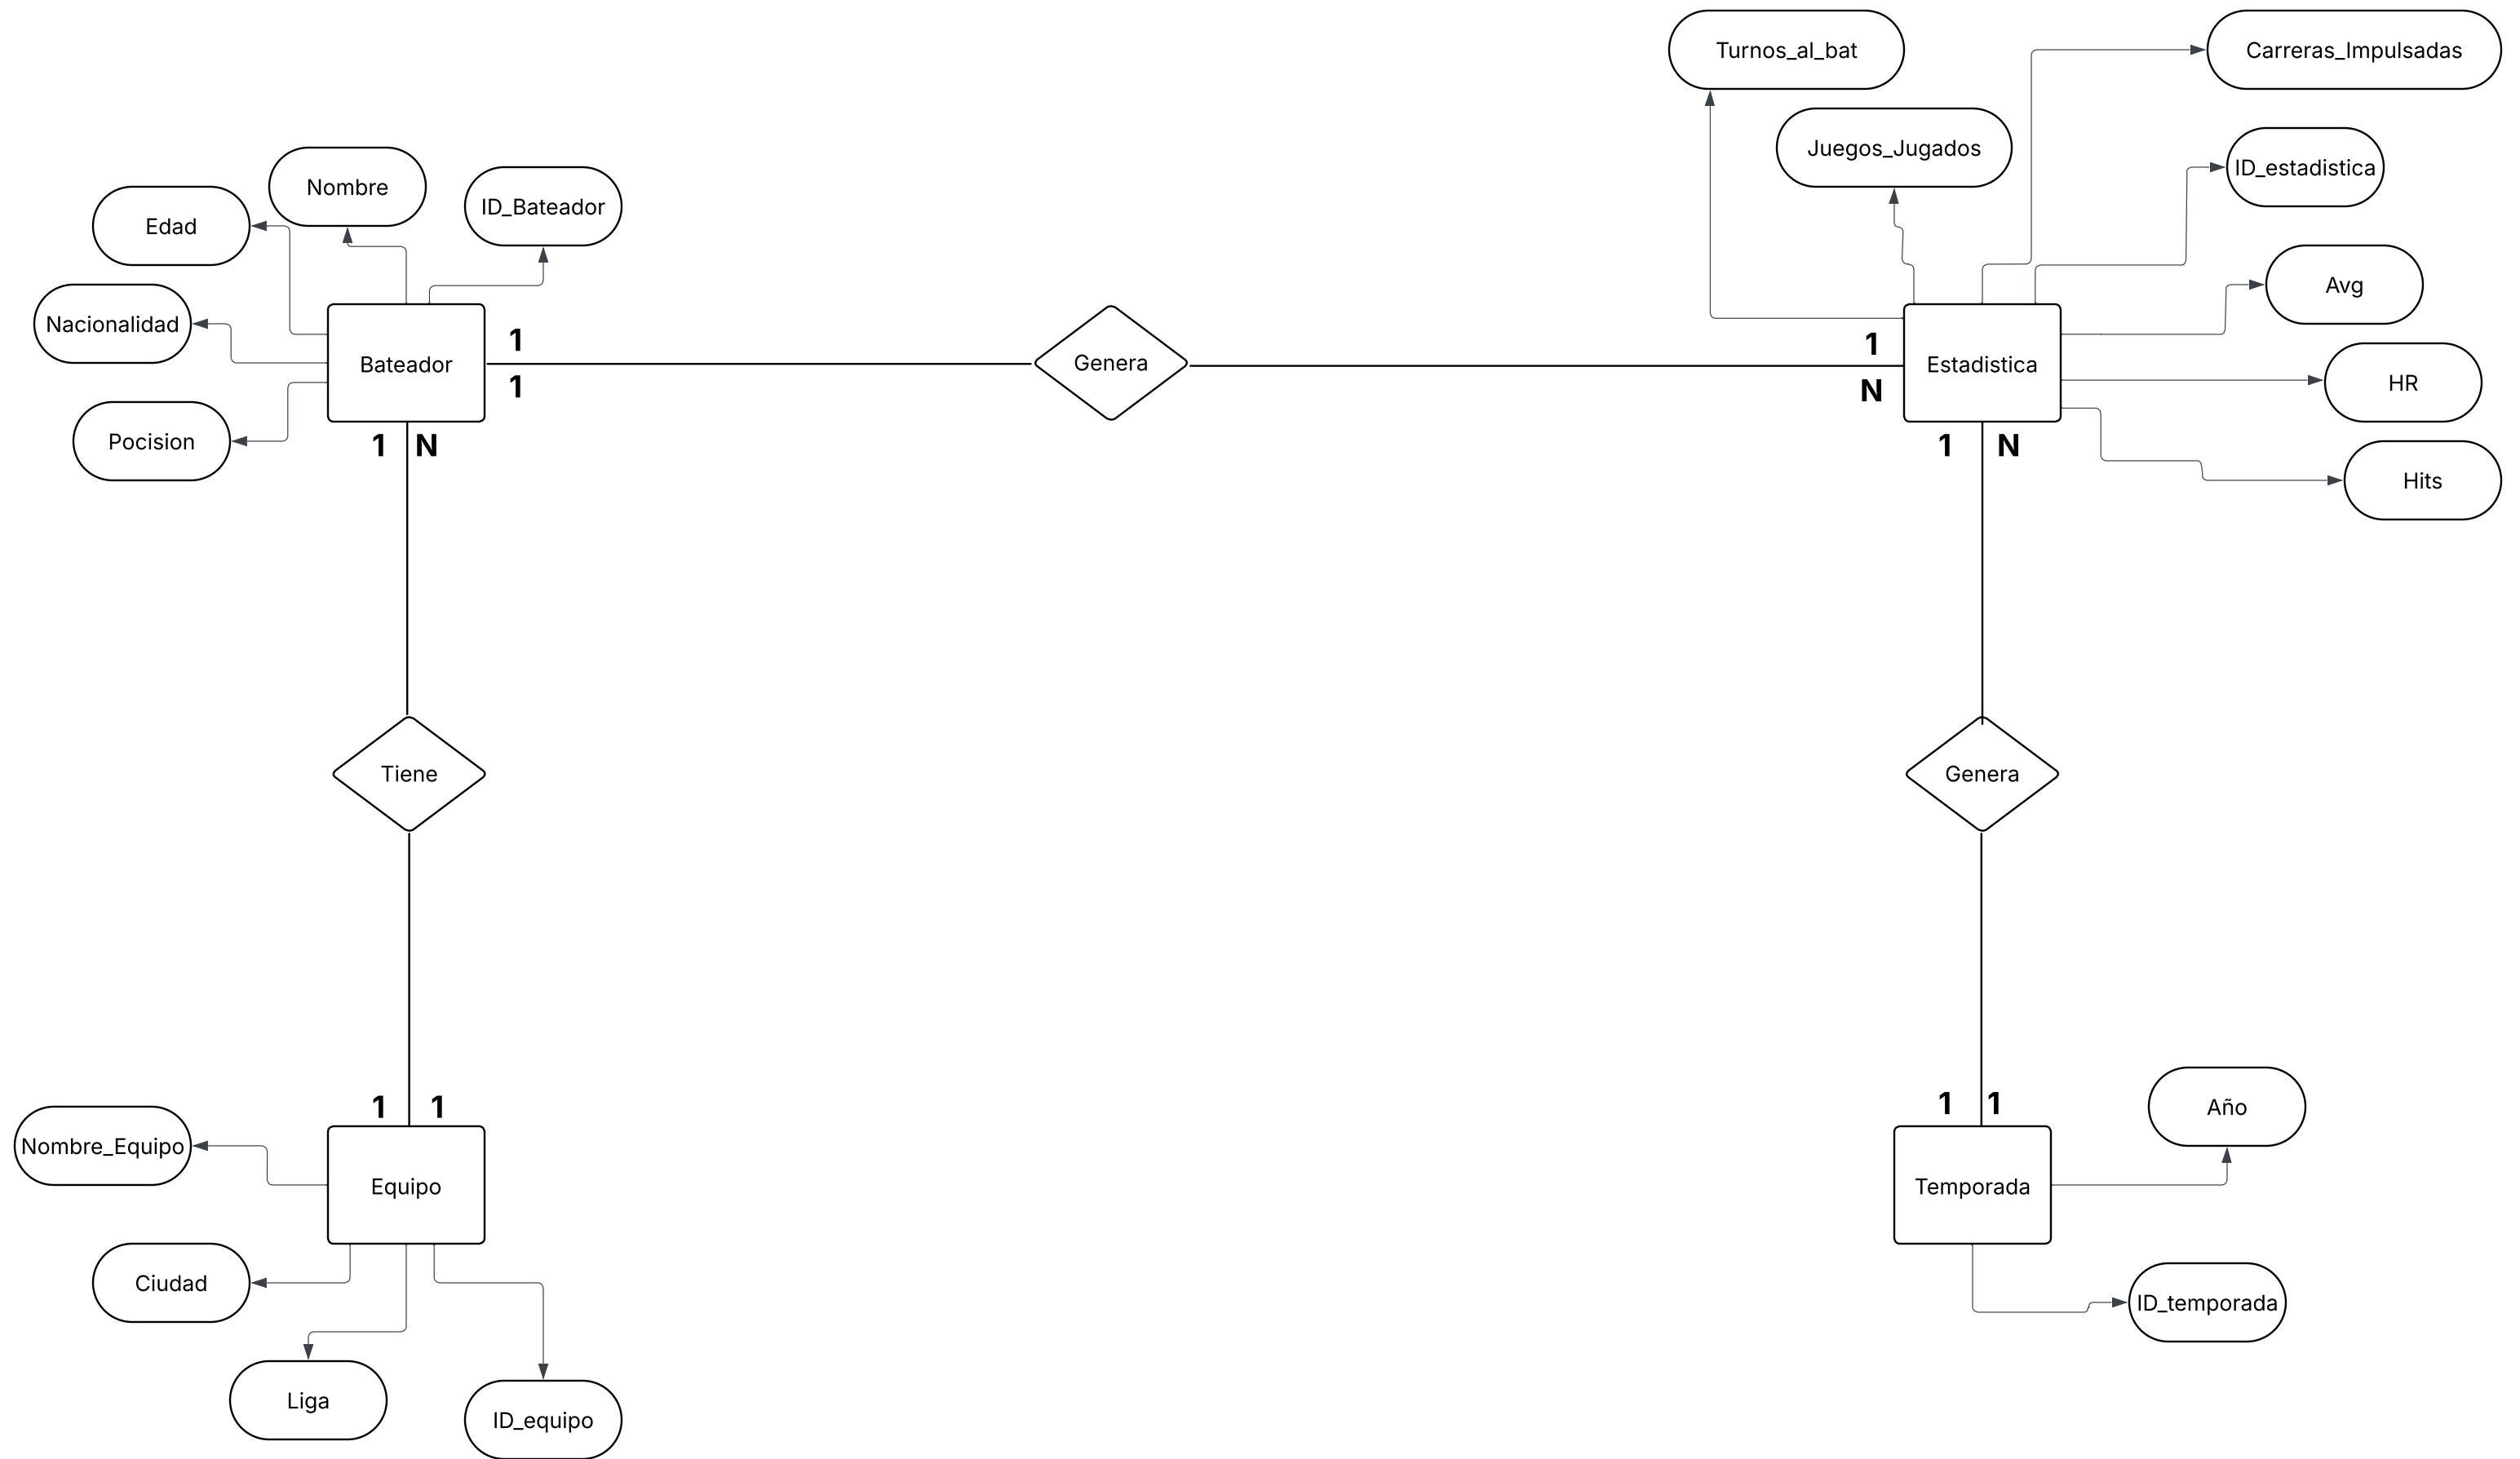 Turnos_al_bat
Carreras_Impulsadas
Juegos_Jugados
ID_estadistica
Nombre
ID_Bateador
Edad
Avg
Nacionalidad
1
1
Bateador
Genera
Estadistica
HR
1
N
Pocision
1 N
1 N
Hits
Tiene
Genera
1 1
1 1
Año
Nombre_Equipo
Equipo
Temporada
Ciudad
ID_temporada
Liga
ID_equipo